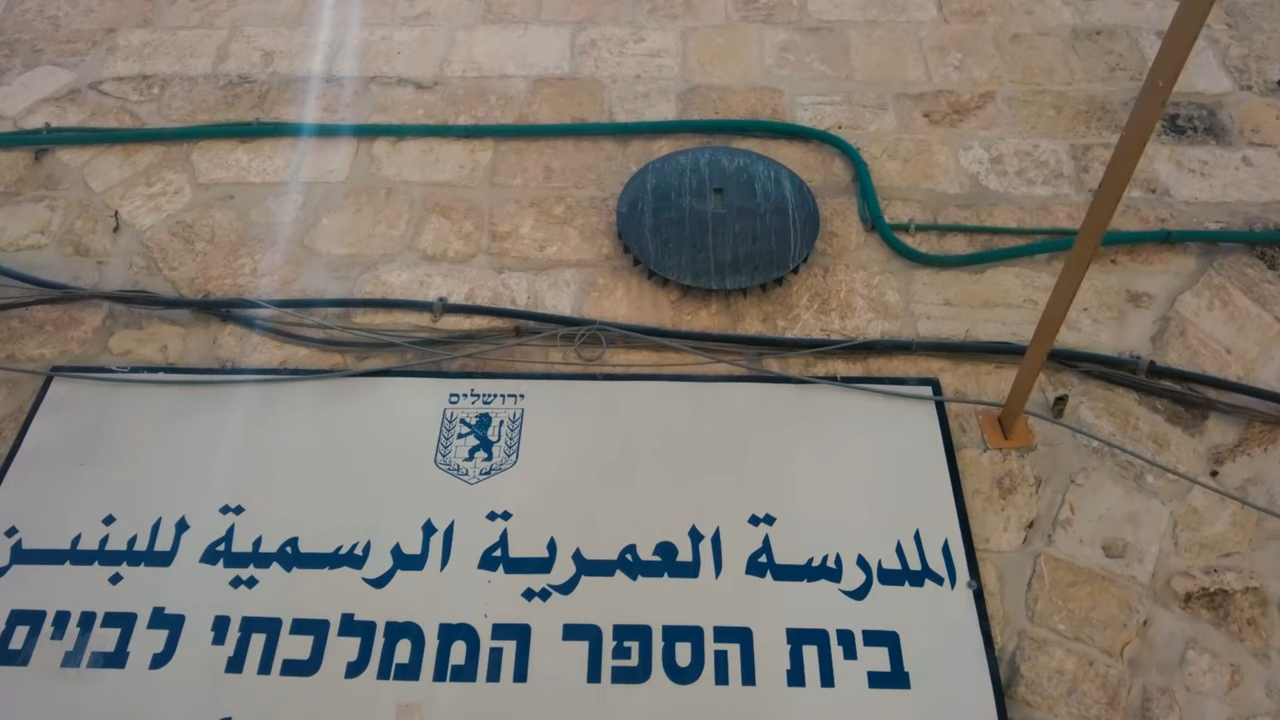 ירושלים
المدرسة العمرية الرسمية للبنين
בית הספר הממלכתי לבנים